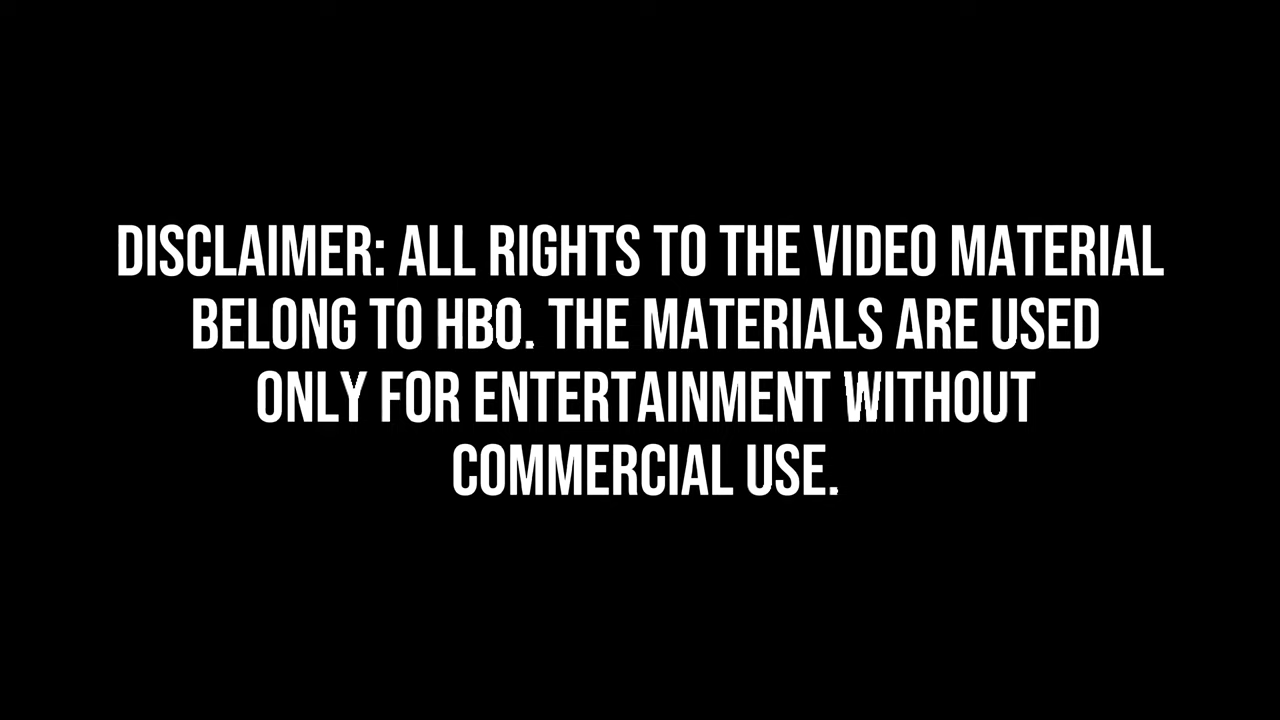 DISCLAIMER: ALL RIGHTS TO THE VIDEO MATERIAL
BELONG TO HBO. THE MATERIALS ARE USED
ONLY FOR ENTERTAINMENT WITHOUT
COMMERCIAL USE.